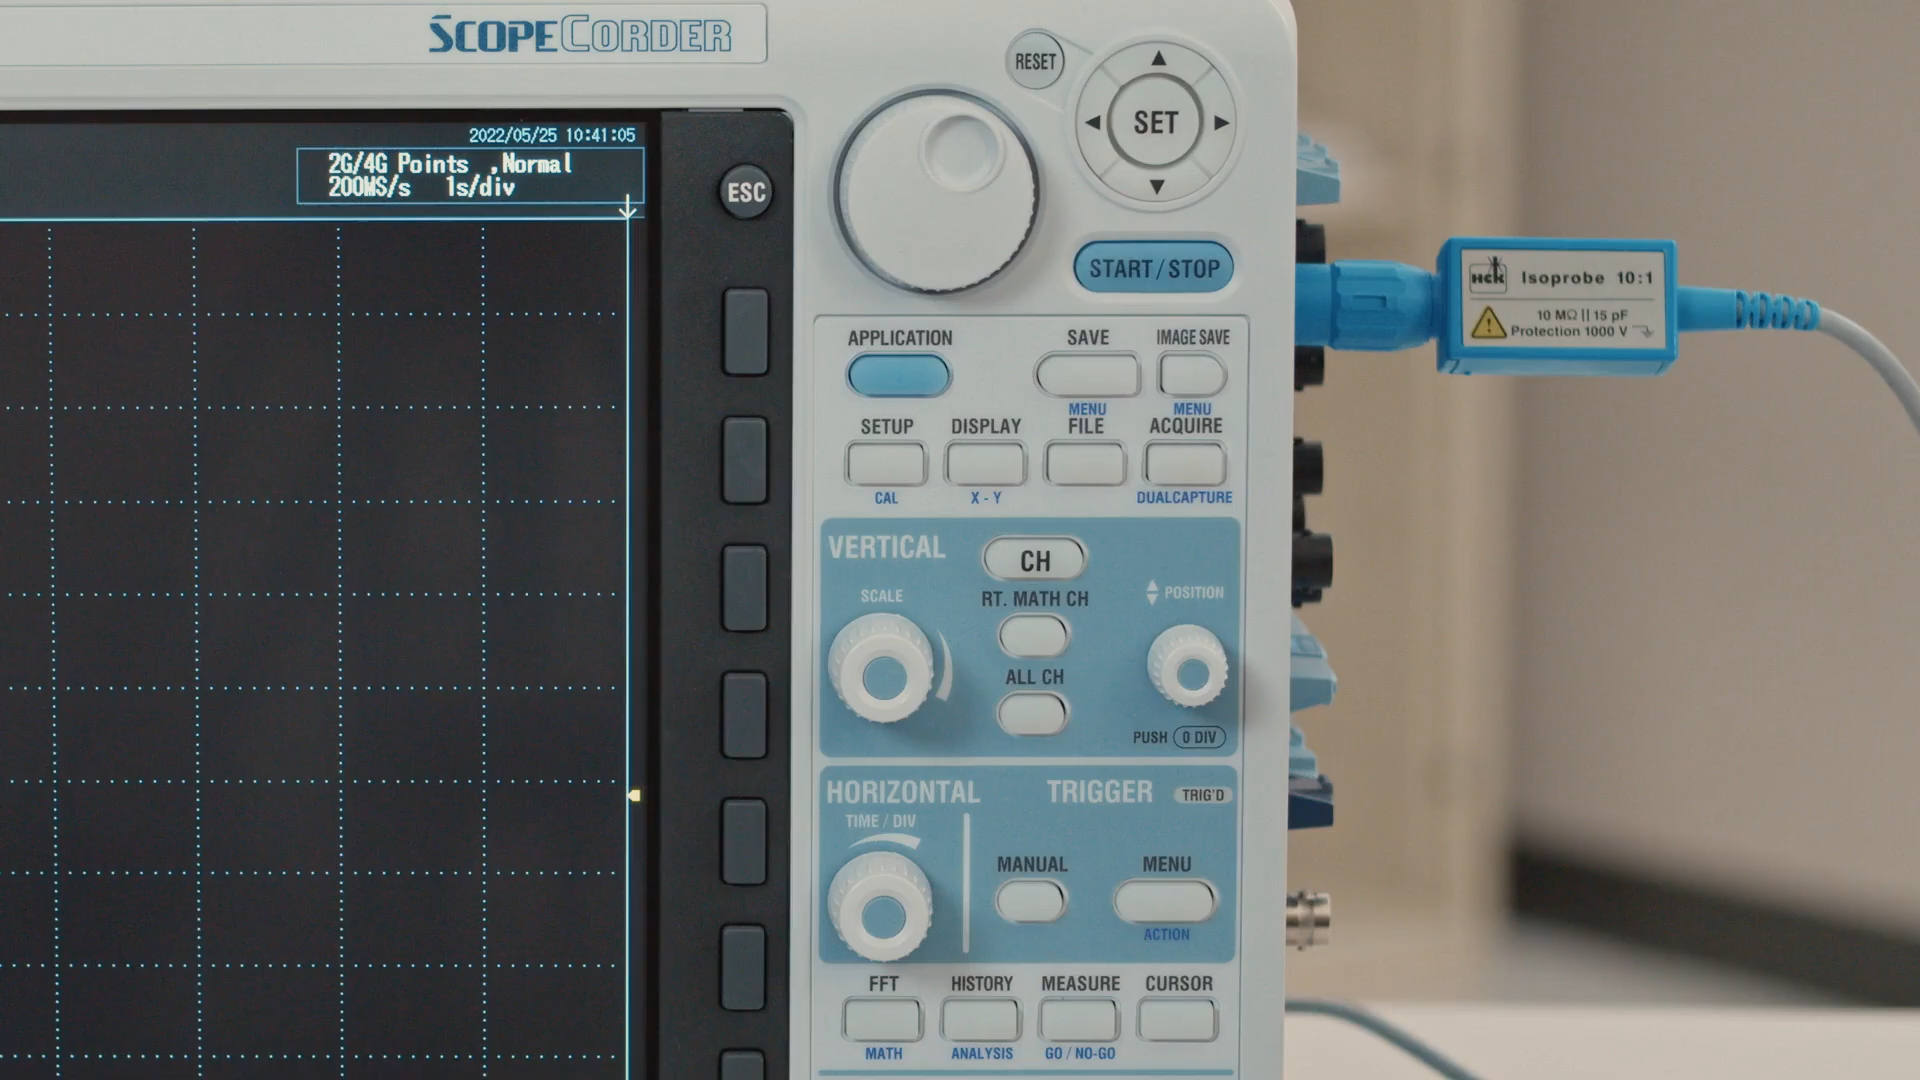 SCOPECORDER
2022/05/25 10:41:05
2G/4G Points ,Normal
200MS/s 1s/div
ESC
RESET
SET
START/STOP
APPLICATION
SAVE
IMAGE SAVE
MENU
MENU
SETUP
DISPLAY
FILE
ACQUIRE
CAL
X-Y
DUALCAPTURE
VERTICAL
CH
SCALE
RT. MATH CH
POSITION
ALL CH
PUSH 0 DIV
HORIZONTAL
TRIGGER
TRIG'D
TIME / DIV
MANUAL
MENU
ACTION
FFT
HISTORY
MEASURE
CURSOR
MATH
ANALYSIS
GO / NO-GO
HCK
Isoprobe 10:1
10 MΩ || 15 pF
Protection 1000 V